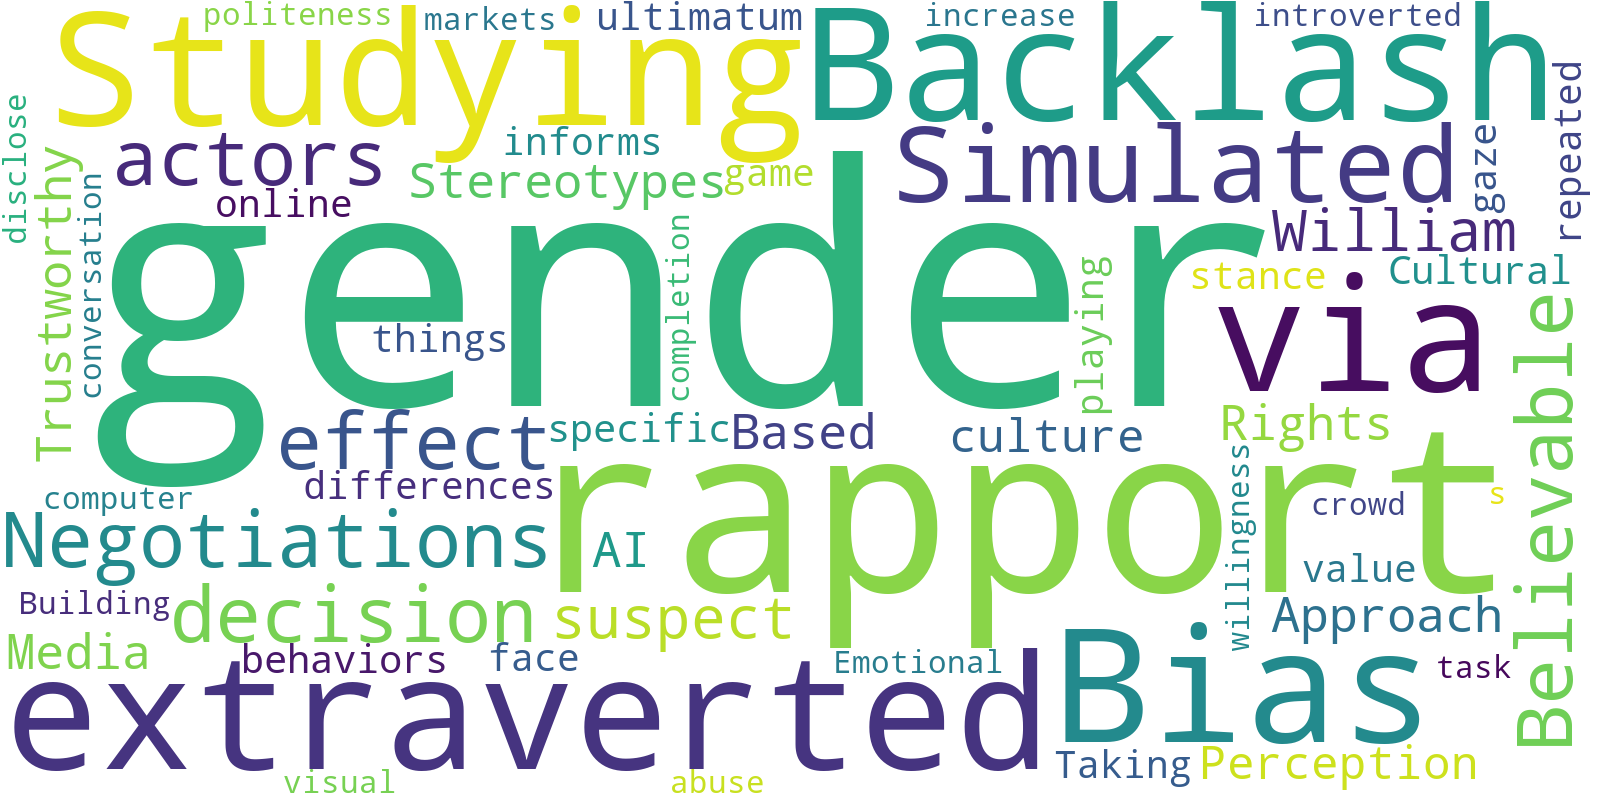 politeness
markets
ultimatum
increase
introverted
Studying
Backlash
disclose
actors
informs
Simulated
gaze
repeated
Trustworthy
Stereotypes
game
conversation
online
gender
William
completion
playing
stance
Cultural
things
via
Believable
effect
specific
Based
culture
Rights
differences
rapport
willingness
computer
crowd
s
Negotiations
AI
value
Building
decision
suspect
Approach
Media
behaviors
face
Emotional
Bias
task
extraverted
Taking
Perception
visual
abuse